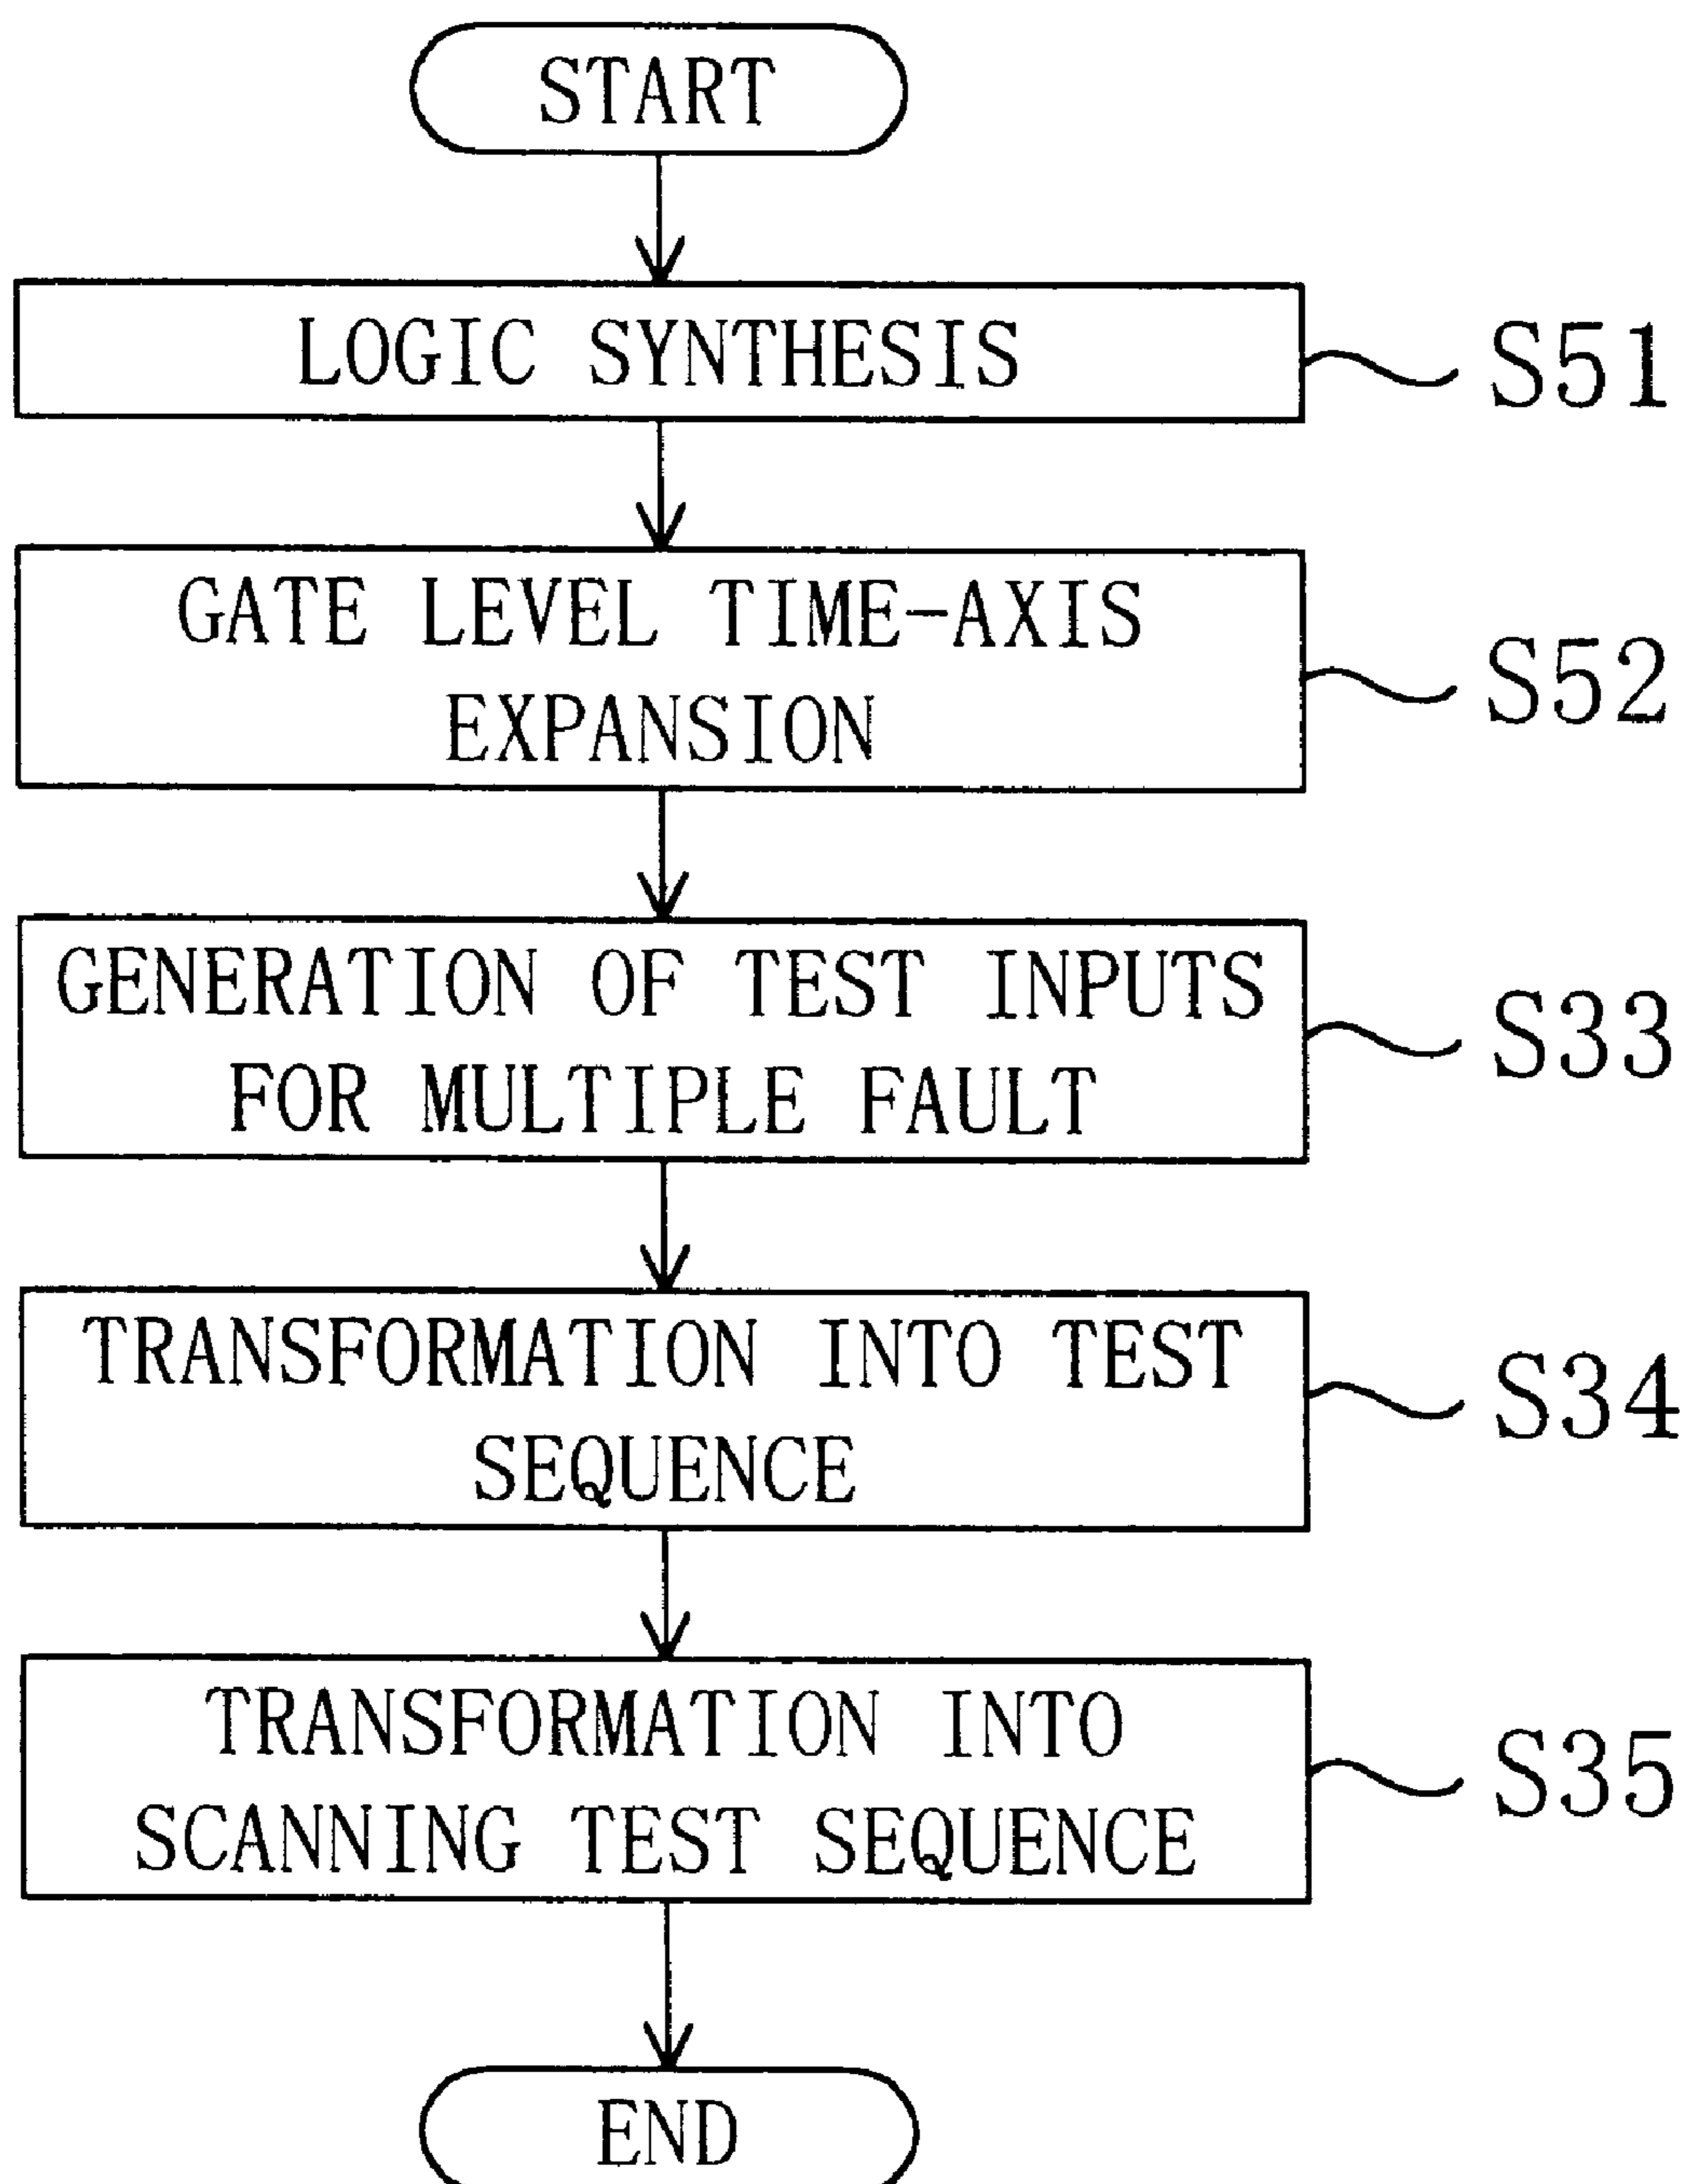 START
LOGIC SYNTHESIS
S51
GATE LEVEL TIME-AXIS
EXPANSION
S52
GENERATION OF TEST INPUTS
FOR MULTIPLE FAULT
S33
TRANSFORMATION INTO TEST
SEQUENCE
S34
TRANSFORMATION INTO
SCANNING TEST SEQUENCE
S35
END